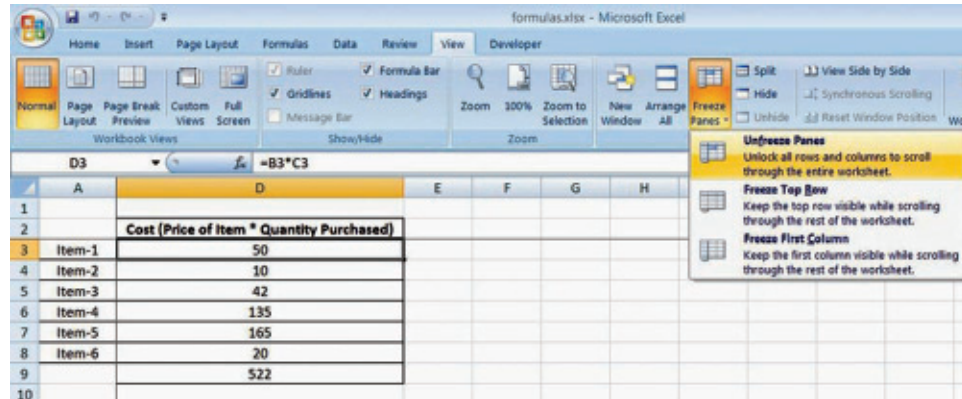 formulas.xlsx - Microsoft Excel
Home Insert Page Layout Formulas Data Review View Developer
Normal Page Layout Page Break Preview Custom Views Full Screen
Workbook Views
Ruler Formula Bar
Gridlines Headings
Message Bar
Show/Hide
Zoom 100% Zoom to Selection
Zoom
New Window Arrange All Freeze Panes
Split View Side by Side
Hide Synchronous Scrolling
Unhide Reset Window Position
Unfreeze Panes
Unlock all rows and columns to scroll
through the entire worksheet.
Freeze Top Row
Keep the top row visible while scrolling
through the rest of the worksheet.
Freeze First Column
Keep the first column visible while scrolling
through the rest of the worksheet.
D3 fx =B3*C3
A D E F G H
1
2 Cost (Price of Item * Quantity Purchased)
3 Item-1 50
4 Item-2 10
5 Item-3 42
6 Item-4 135
7 Item-5 165
8 Item-6 20
9 522
10